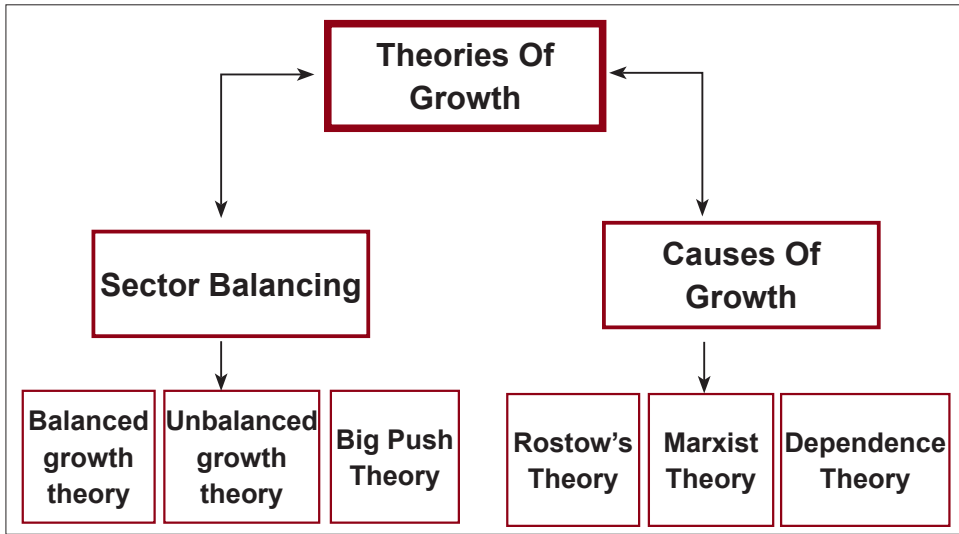 Theories Of
Growth
Sector Balancing
Causes Of
Growth
Balanced
growth
theory
Unbalanced
growth
theory
Big Push
Theory
Rostow's
Theory
Marxist
Theory
Dependence
Theory